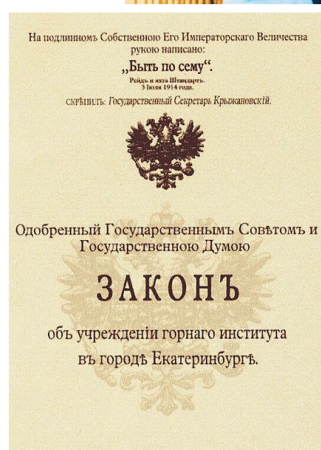 На подлинномъ Собственною Его Императорскаго Величества
рукою написано:
„Быть по сему“.
Рейдъ и яхта Штандартъ.
3 Іюля 1914 года.
СКРѢПИЛЪ: Государственный Секретарь Крыжановскій.
Одобренный Государственнымъ Совѣтомъ и
Государственною Думою
ЗАКОНЪ
объ учрежденіи горнаго института
въ городѣ Екатеринбургѣ.